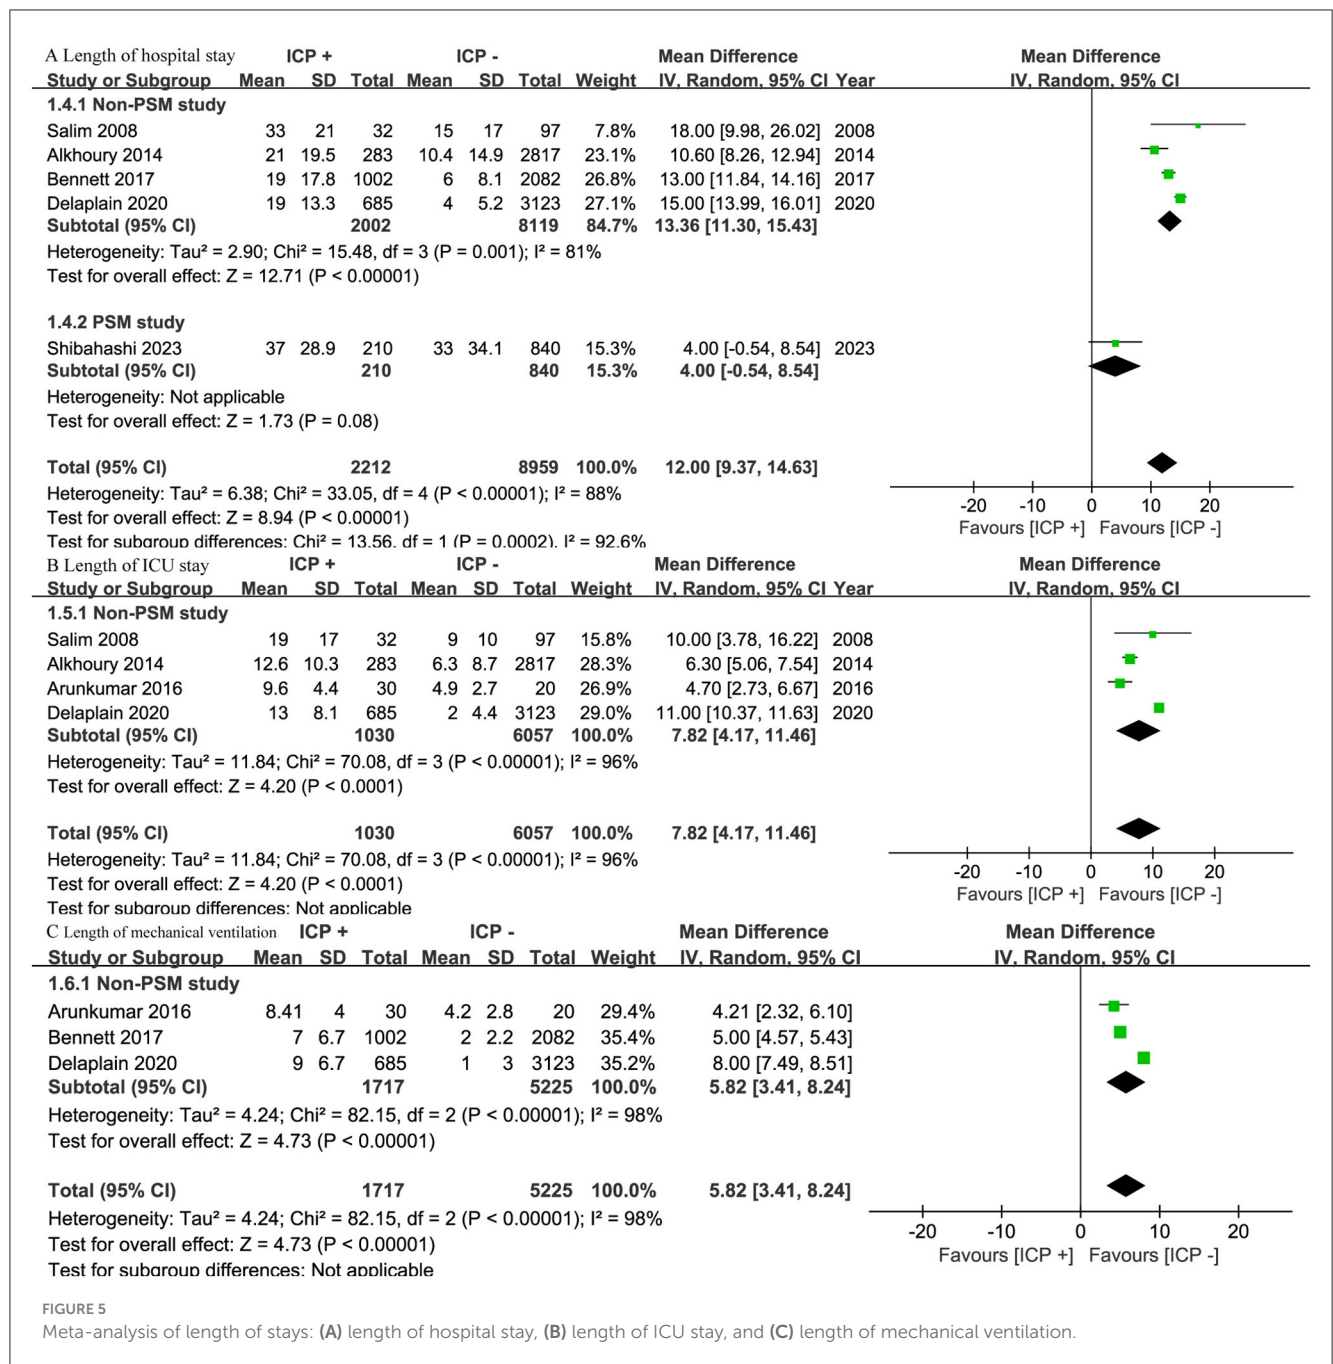 A Length of hospital stay ICP + ICP - Mean Difference Mean Difference
Study or Subgroup Mean SD Total Mean SD Total Weight IV, Random, 95% CI Year IV, Random, 95% CI
1.4.1 Non-PSM study
Salim 2008 33 21 32 15 17 97 7.8% 18.00 [9.98, 26.02] 2008
Alkhoury 2014 21 19.5 283 10.4 14.9 2817 23.1% 10.60 [8.26, 12.94] 2014
Bennett 2017 19 17.8 1002 6 8.1 2082 26.8% 13.00 [11.84, 14.16] 2017
Delaplain 2020 19 13.3 685 4 5.2 3123 27.1% 15.00 [13.99, 16.01] 2020
Subtotal (95% CI) 2002 8119 84.7% 13.36 [11.30, 15.43]
Heterogeneity: Tau² = 2.90; Chi² = 15.48, df = 3 (P = 0.001); I² = 81%
Test for overall effect: Z = 12.71 (P < 0.00001)
1.4.2 PSM study
Shibahashi 2023 37 28.9 210 33 34.1 840 15.3% 4.00 [-0.54, 8.54] 2023
Subtotal (95% CI) 210 840 15.3% 4.00 [-0.54, 8.54]
Heterogeneity: Not applicable
Test for overall effect: Z = 1.73 (P = 0.08)
Total (95% CI) 2212 8959 100.0% 12.00 [9.37, 14.63]
Heterogeneity: Tau² = 6.38; Chi² = 33.05, df = 4 (P < 0.00001); I² = 88%
Test for overall effect: Z = 8.94 (P < 0.00001)
Test for subgroup differences: Chi² = 13.56, df = 1 (P = 0.0002), I² = 92.6%
-20 -10 0 10 20
Favours [ICP +] Favours [ICP -]
B Length of ICU stay ICP + ICP - Mean Difference Mean Difference
Study or Subgroup Mean SD Total Mean SD Total Weight IV, Random, 95% CI Year IV, Random, 95% CI
1.5.1 Non-PSM study
Salim 2008 19 17 32 9 10 97 15.8% 10.00 [3.78, 16.22] 2008
Alkhoury 2014 12.6 10.3 283 6.3 8.7 2817 28.3% 6.30 [5.06, 7.54] 2014
Arunkumar 2016 9.6 4.4 30 4.9 2.7 20 26.9% 4.70 [2.73, 6.67] 2016
Delaplain 2020 13 8.1 685 2 4.4 3123 29.0% 11.00 [10.37, 11.63] 2020
Subtotal (95% CI) 1030 6057 100.0% 7.82 [4.17, 11.46]
Heterogeneity: Tau² = 11.84; Chi² = 70.08, df = 3 (P < 0.00001); I² = 96%
Test for overall effect: Z = 4.20 (P < 0.0001)
Total (95% CI) 1030 6057 100.0% 7.82 [4.17, 11.46]
Heterogeneity: Tau² = 11.84; Chi² = 70.08, df = 3 (P < 0.00001); I² = 96%
Test for overall effect: Z = 4.20 (P < 0.0001)
Test for subgroup differences: Not applicable
-20 -10 0 10 20
Favours [ICP +] Favours [ICP -]
C Length of mechanical ventilation ICP + ICP - Mean Difference Mean Difference
Study or Subgroup Mean SD Total Mean SD Total Weight IV, Random, 95% CI IV, Random, 95% CI
1.6.1 Non-PSM study
Arunkumar 2016 8.41 4 30 4.2 2.8 20 29.4% 4.21 [2.32, 6.10]
Bennett 2017 7 6.7 1002 2 2.2 2082 35.4% 5.00 [4.57, 5.43]
Delaplain 2020 9 6.7 685 1 3 3123 35.2% 8.00 [7.49, 8.51]
Subtotal (95% CI) 1717 5225 100.0% 5.82 [3.41, 8.24]
Heterogeneity: Tau² = 4.24; Chi² = 82.15, df = 2 (P < 0.00001); I² = 98%
Test for overall effect: Z = 4.73 (P < 0.00001)
Total (95% CI) 1717 5225 100.0% 5.82 [3.41, 8.24]
Heterogeneity: Tau² = 4.24; Chi² = 82.15, df = 2 (P < 0.00001); I² = 98%
Test for overall effect: Z = 4.73 (P < 0.00001)
Test for subgroup differences: Not applicable
-20 -10 0 10 20
Favours [ICP +] Favours [ICP -]
FIGURE 5
Meta-analysis of length of stays: (A) length of hospital stay, (B) length of ICU stay, and (C) length of mechanical ventilation.